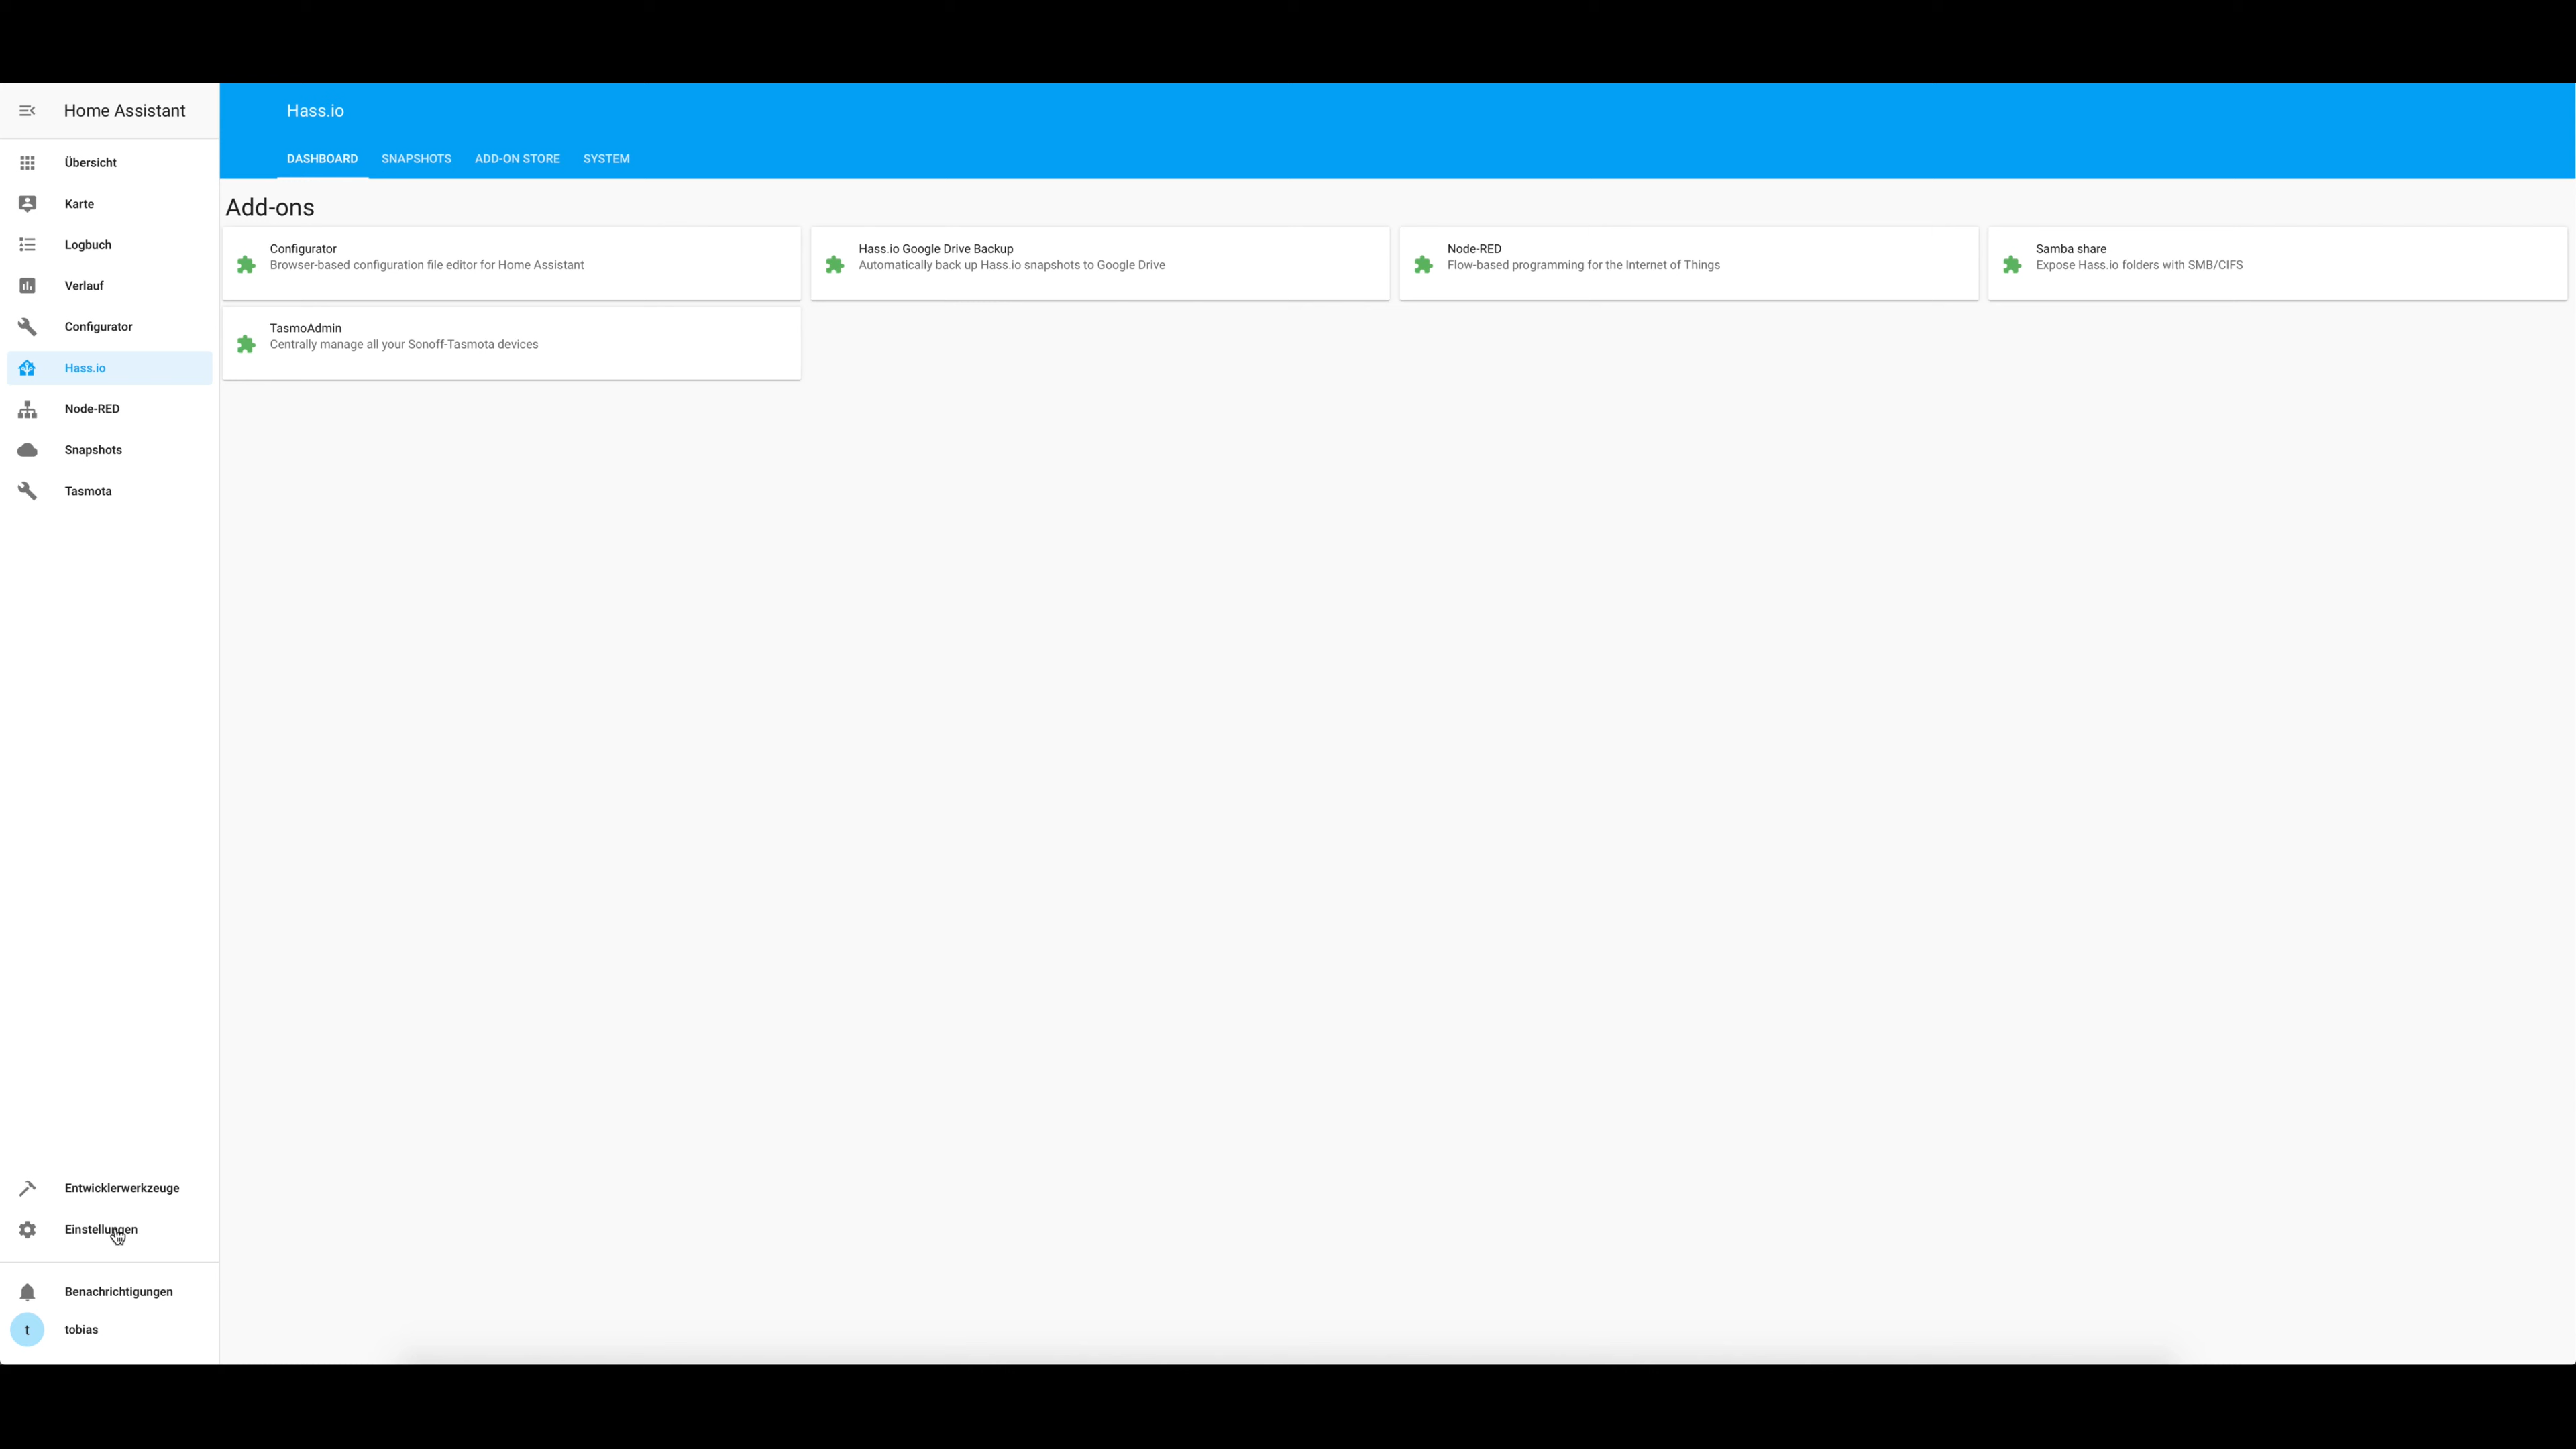 Home Assistant
Übersicht
Karte
Logbuch
Verlauf
Configurator
Hass.io
Node-RED
Snapshots
Tasmota
Entwicklerwerkzeuge
Einstellungen
Benachrichtigungen
t tobias
Hass.io
DASHBOARD SNAPSHOTS ADD-ON STORE SYSTEM
Add-ons
Configurator
Browser-based configuration file editor for Home Assistant
Hass.io Google Drive Backup
Automatically back up Hass.io snapshots to Google Drive
Node-RED
Flow-based programming for the Internet of Things
Samba share
Expose Hass.io folders with SMB/CIFS
TasmoAdmin
Centrally manage all your Sonoff-Tasmota devices